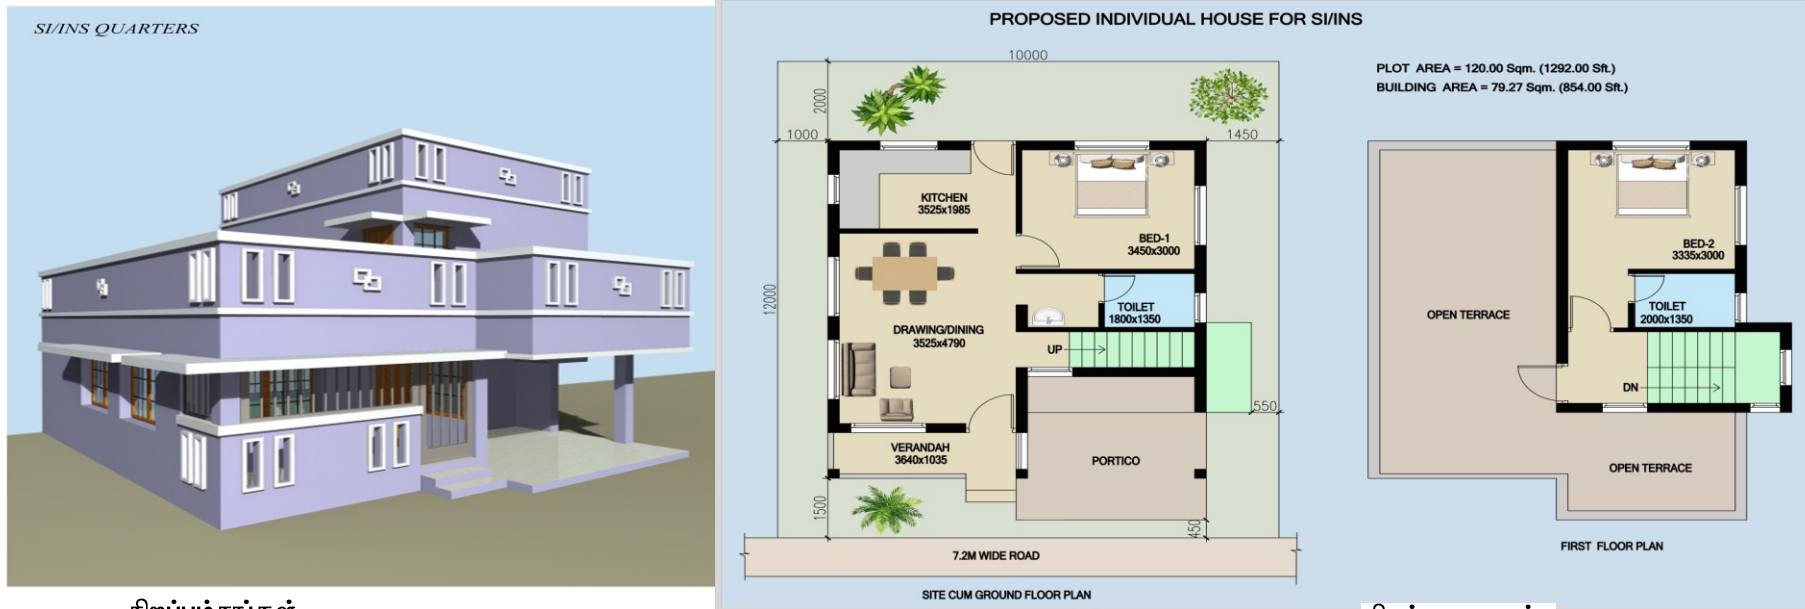 SI/INS QUARTERS
PROPOSED INDIVIDUAL HOUSE FOR SI/INS
PLOT AREA = 120.00 Sqm. (1292.00 Sft.)
BUILDING AREA = 79.27 Sqm. (854.00 Sft.)
10000
2000
1000
1450
KITCHEN
3525x1985
BED-1
3450x3000
12000
TOILET
1800x1350
DRAWING/DINING
3525x4790
UP
550
VERANDAH
3640x1035
PORTICO
1500
450
7.2M WIDE ROAD
SITE CUM GROUND FLOOR PLAN
BED-2
3335x3000
OPEN TERRACE
TOILET
2000x1350
DN
OPEN TERRACE
FIRST FLOOR PLAN